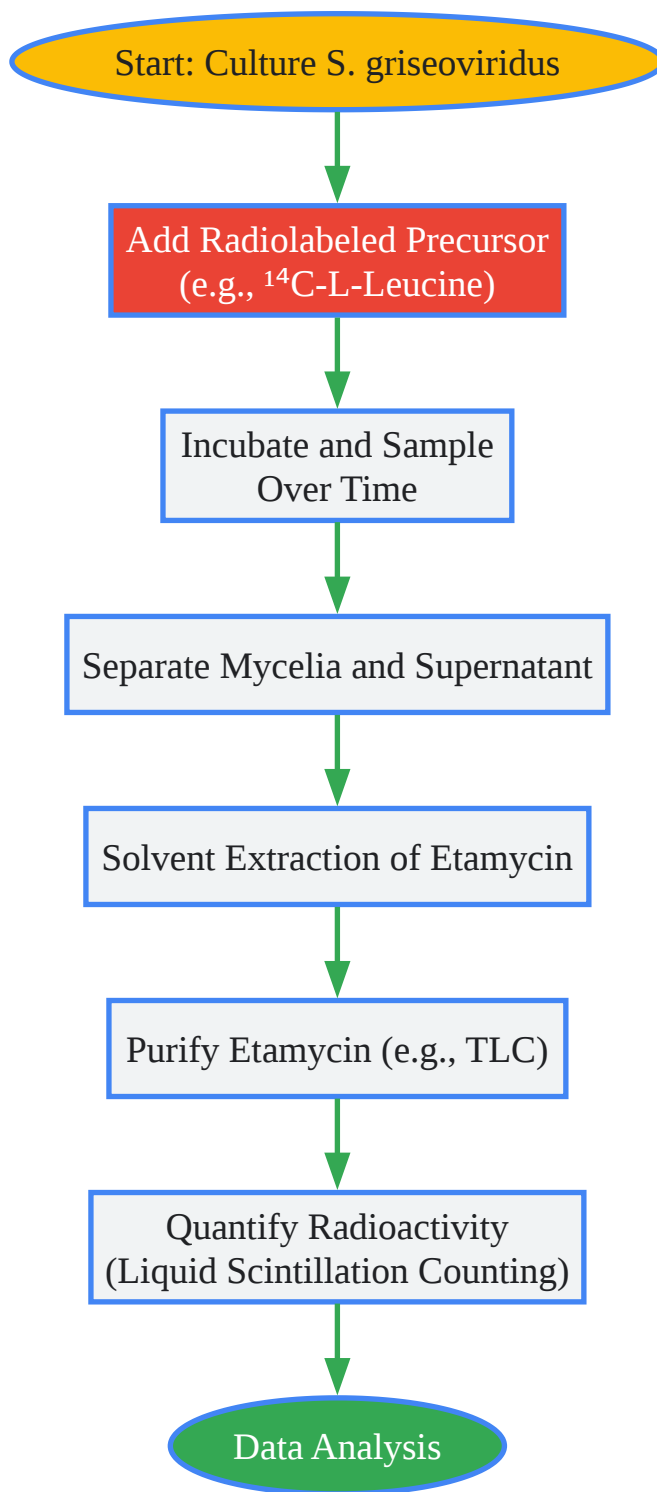 Start: Culture S. griseoviridus
Add Radiolabeled Precursor
(e.g., ¹⁴C-L-Leucine)
Incubate and Sample
Over Time
Separate Mycelia and Supernatant
Solvent Extraction of Etamycin
Purify Etamycin (e.g., TLC)
Quantify Radioactivity
(Liquid Scintillation Counting)
Data Analysis